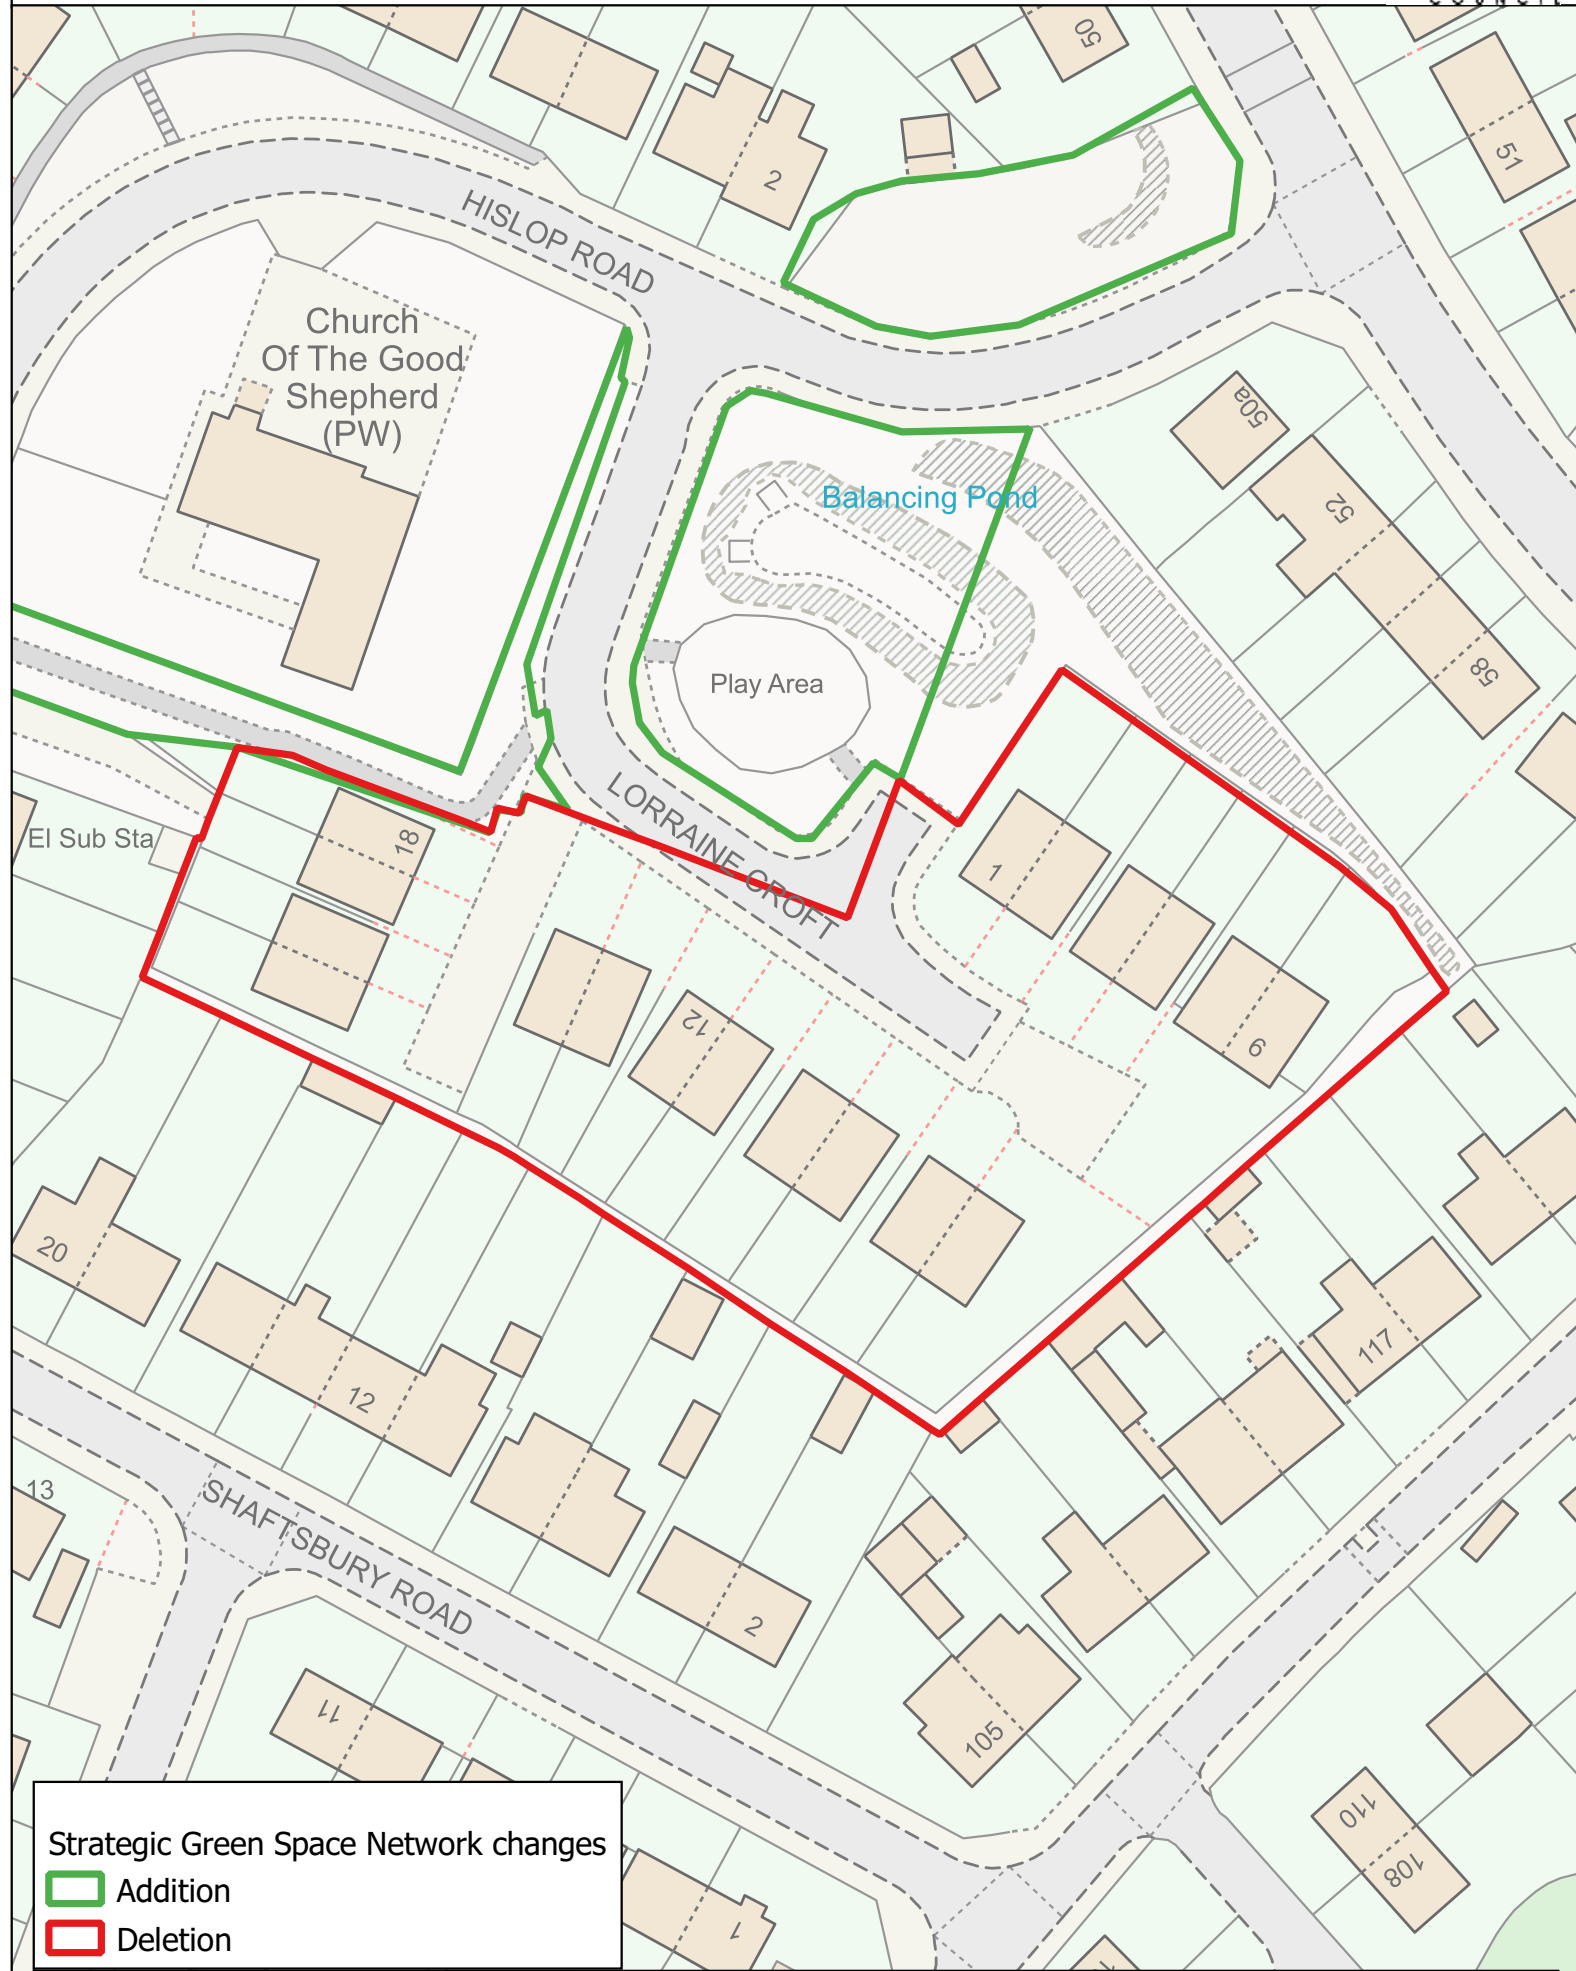 50
51
2
HISLOP ROAD
Church
Of The Good
Shepherd
(PW)
50a
52
58
Balancing Pond
Play Area
LORRAINE CROFT
El Sub Sta
18
1
12
9
20
12
117
13
SHAFTSBURY ROAD
2
11
105
110
108
1
Strategic Green Space Network changes
Addition
Deletion